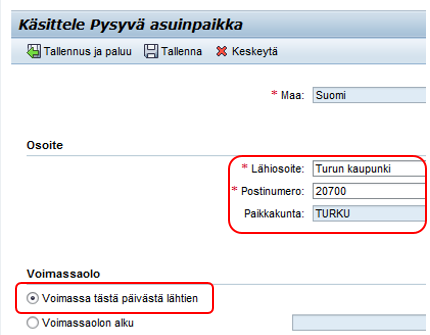 Käsittele Pysyvä asuinpaikka
Tallennus ja paluu Tallenna Keskeytä
* Maa: Suomi
Osoite
* Lähiosoite: Turun kaupunki
* Postinumero: 20700
Paikkakunta: TURKU
Voimassaolo
Voimassa tästä päivästä lähtien
Voimassaolon alku